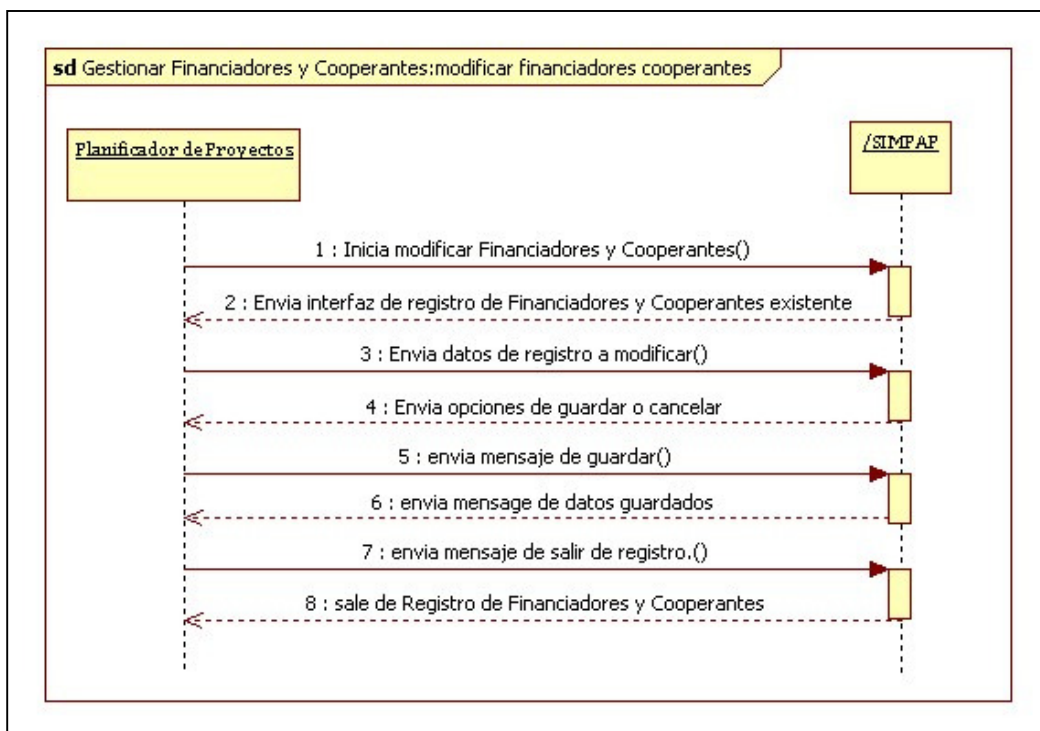 sd Gestionar Financiadores y Cooperantes:modificar financiadores cooperantes
Planificador de Proyectos
/SIMPAP
1 : Inicia modificar Financiadores y Cooperantes()
2 : Envia interfaz de registro de Financiadores y Cooperantes existente
3 : Envia datos de registro a modificar()
4 : Envia opciones de guardar o cancelar
5 : envia mensaje de guardar()
6 : envia mensage de datos guardados
7 : envia mensaje de salir de registro.()
8 : sale de Registro de Financiadores y Cooperantes